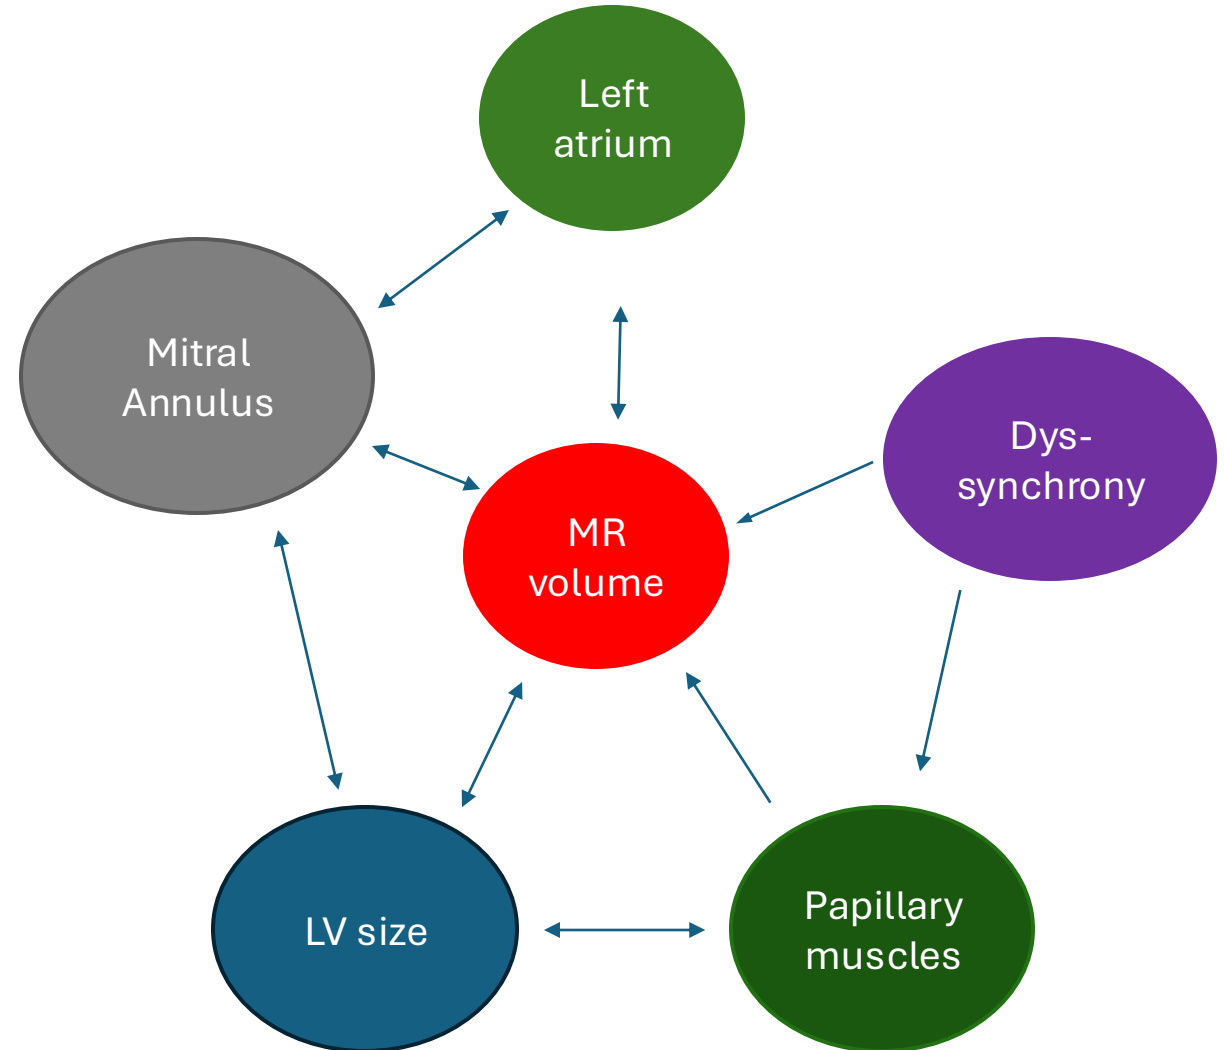 Left
atrium
Mitral
Annulus
Dys-
synchrony
MR
volume
LV size
Papillary
muscles